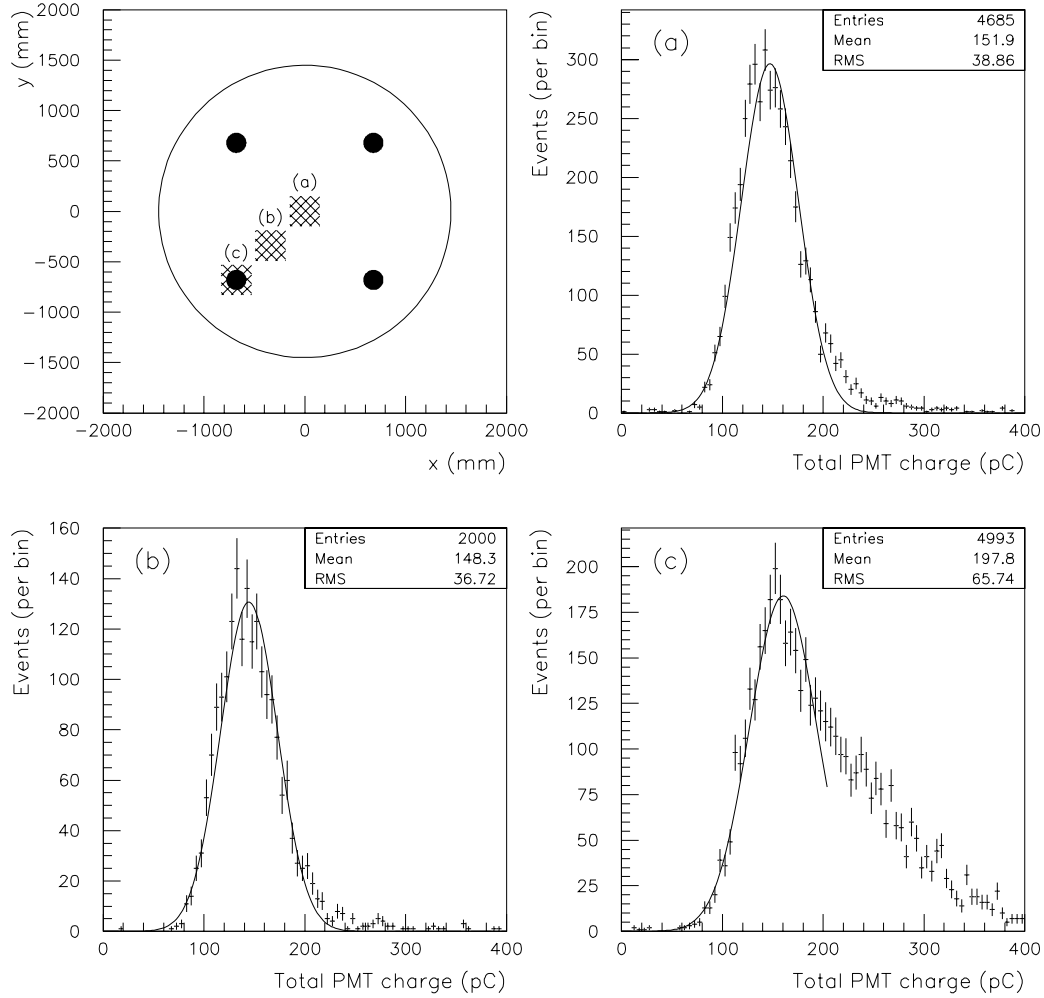 y (mm)
2000
1500
1000
500
0
−500
−1000
−1500
−2000
−2000
−1000
0
1000
2000
x (mm)
(a)
(b)
(c)
(a)
Entries 4685
Mean 151.9
RMS 38.86
Events (per bin)
300
250
200
150
100
50
0
0
100
200
300
400
Total PMT charge (pC)
(b)
Entries 2000
Mean 148.3
RMS 36.72
Events (per bin)
160
140
120
100
80
60
40
20
0
0
100
200
300
400
Total PMT charge (pC)
(c)
Entries 4993
Mean 197.8
RMS 65.74
Events (per bin)
200
175
150
125
100
75
50
25
0
0
100
200
300
400
Total PMT charge (pC)